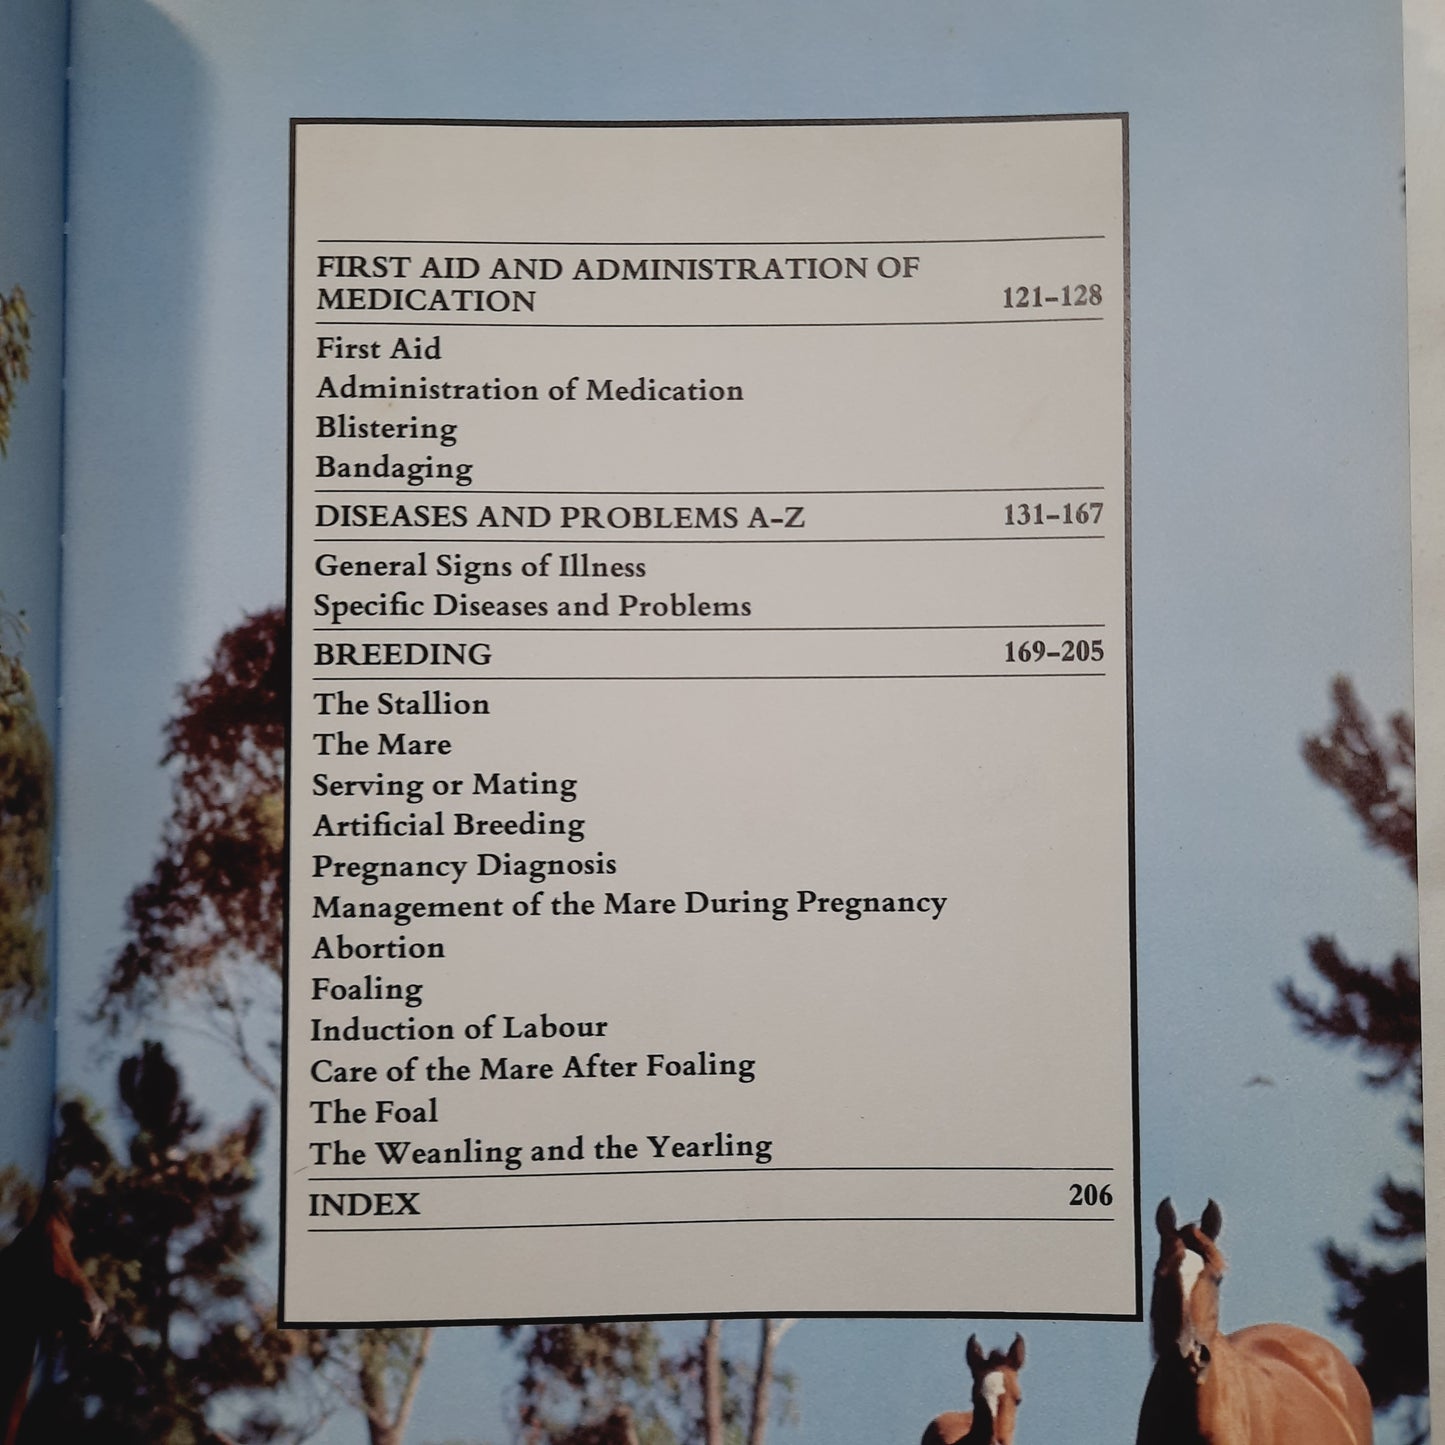 FIRST AID AND ADMINISTRATION OF
MEDICATION 121–128
First Aid
Administration of Medication
Blistering
Bandaging
DISEASES AND PROBLEMS A–Z 131–167
General Signs of Illness
Specific Diseases and Problems
BREEDING 169–205
The Stallion
The Mare
Serving or Mating
Artificial Breeding
Pregnancy Diagnosis
Management of the Mare During Pregnancy
Abortion
Foaling
Induction of Labour
Care of the Mare After Foaling
The Foal
The Weanling and the Yearling
INDEX 206